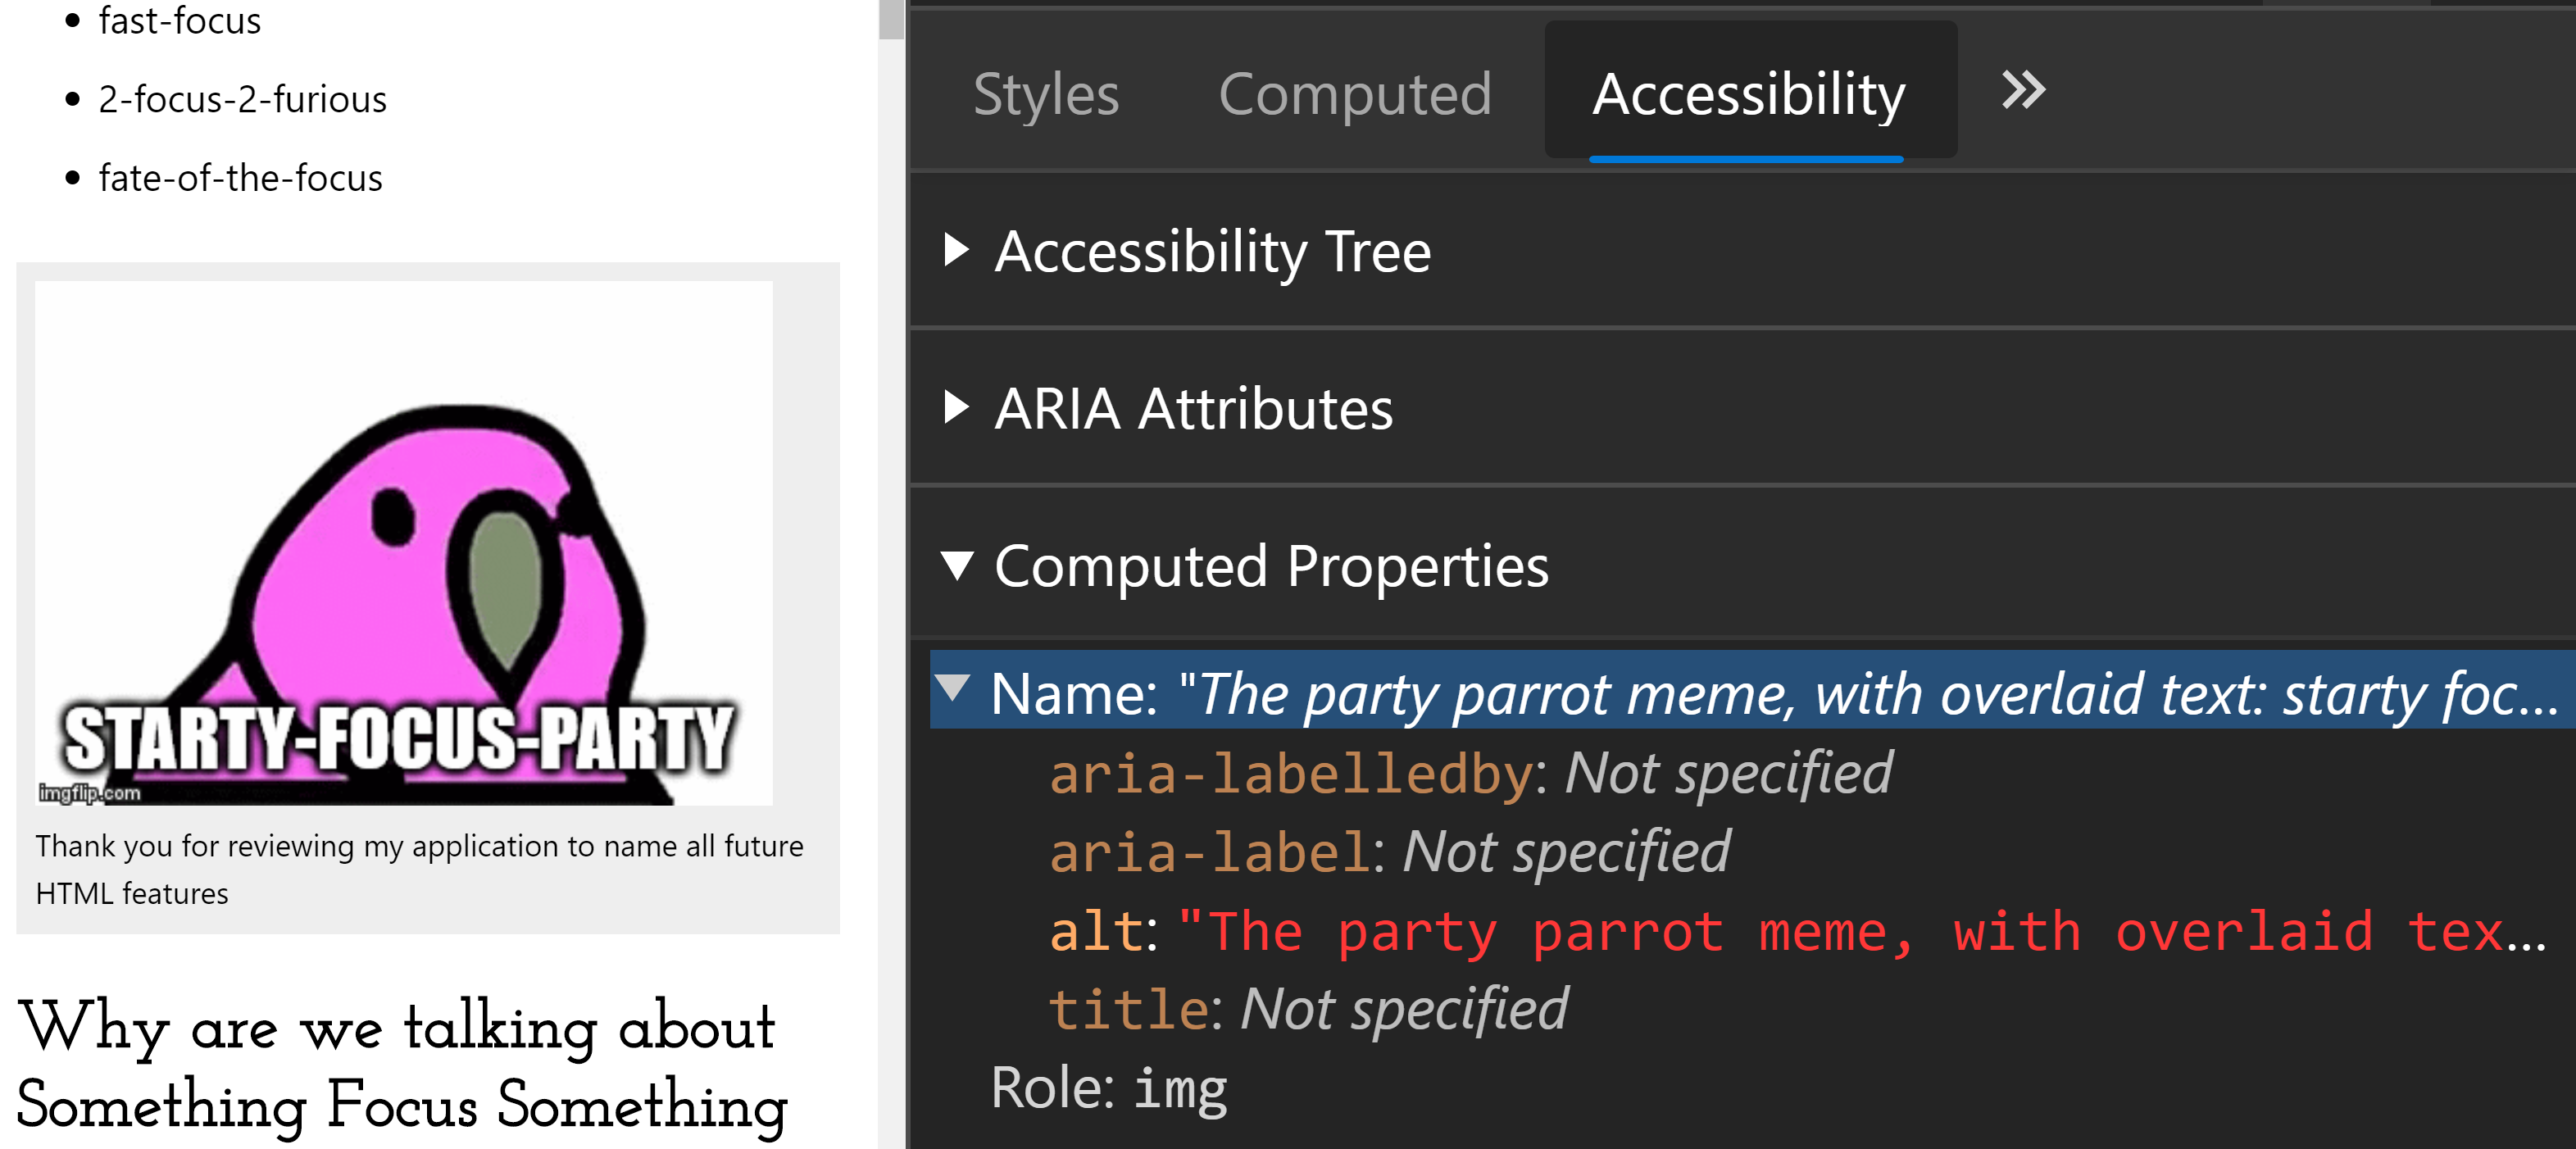 fast-focus
2-focus-2-furious
fate-of-the-focus
STARTY-FOCUS-PARTY
imgflip.com
Thank you for reviewing my application to name all future
HTML features
Why are we talking about
Something Focus Something
Styles Computed Accessibility
Accessibility Tree
ARIA Attributes
Computed Properties
Name: "The party parrot meme, with overlaid text: starty foc…
aria-labelledby: Not specified
aria-label: Not specified
alt: "The party parrot meme, with overlaid tex…
title: Not specified
Role: img